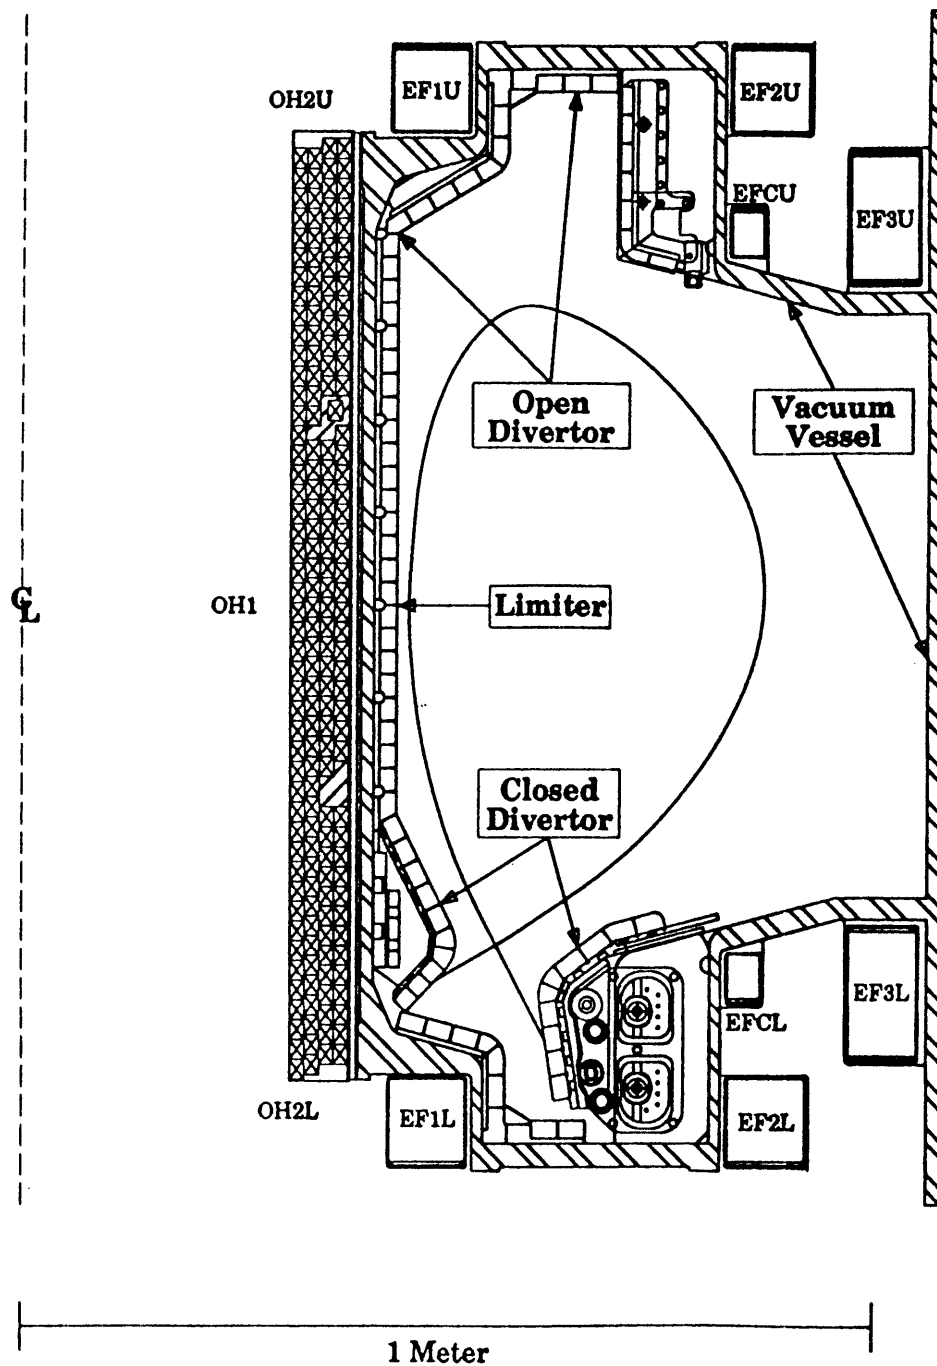 EF1U
EF2U
OH2U
EFCU
EF3U
Open
Divertor
Vacuum
Vessel
CL
OH1
Limiter
Closed
Divertor
EF3L
EFCL
OH2L
EF1L
EF2L
1 Meter